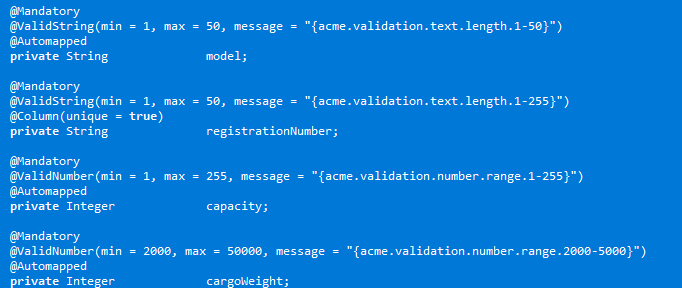 @Mandatory
@ValidString(min = 1, max = 50, message = "{acme.validation.text.length.1-50}")
@Automapped
private String model;
@Mandatory
@ValidString(min = 1, max = 50, message = "{acme.validation.text.length.1-255}")
@Column(unique = true)
private String registrationNumber;
@Mandatory
@ValidNumber(min = 1, max = 255, message = "{acme.validation.number.range.1-255}")
@Automapped
private Integer capacity;
@Mandatory
@ValidNumber(min = 2000, max = 50000, message = "{acme.validation.number.range.2000-5000}")
@Automapped
private Integer cargoWeight;